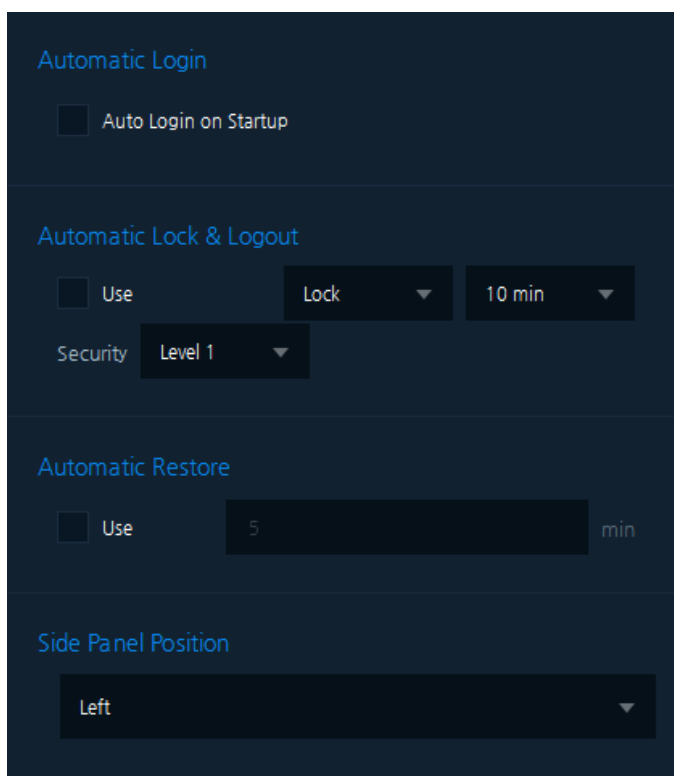 Automatic Login
Auto Login on Startup
Automatic Lock & Logout
Use Lock 10 min
Security Level 1
Automatic Restore
Use 5 min
Side Panel Position
Left